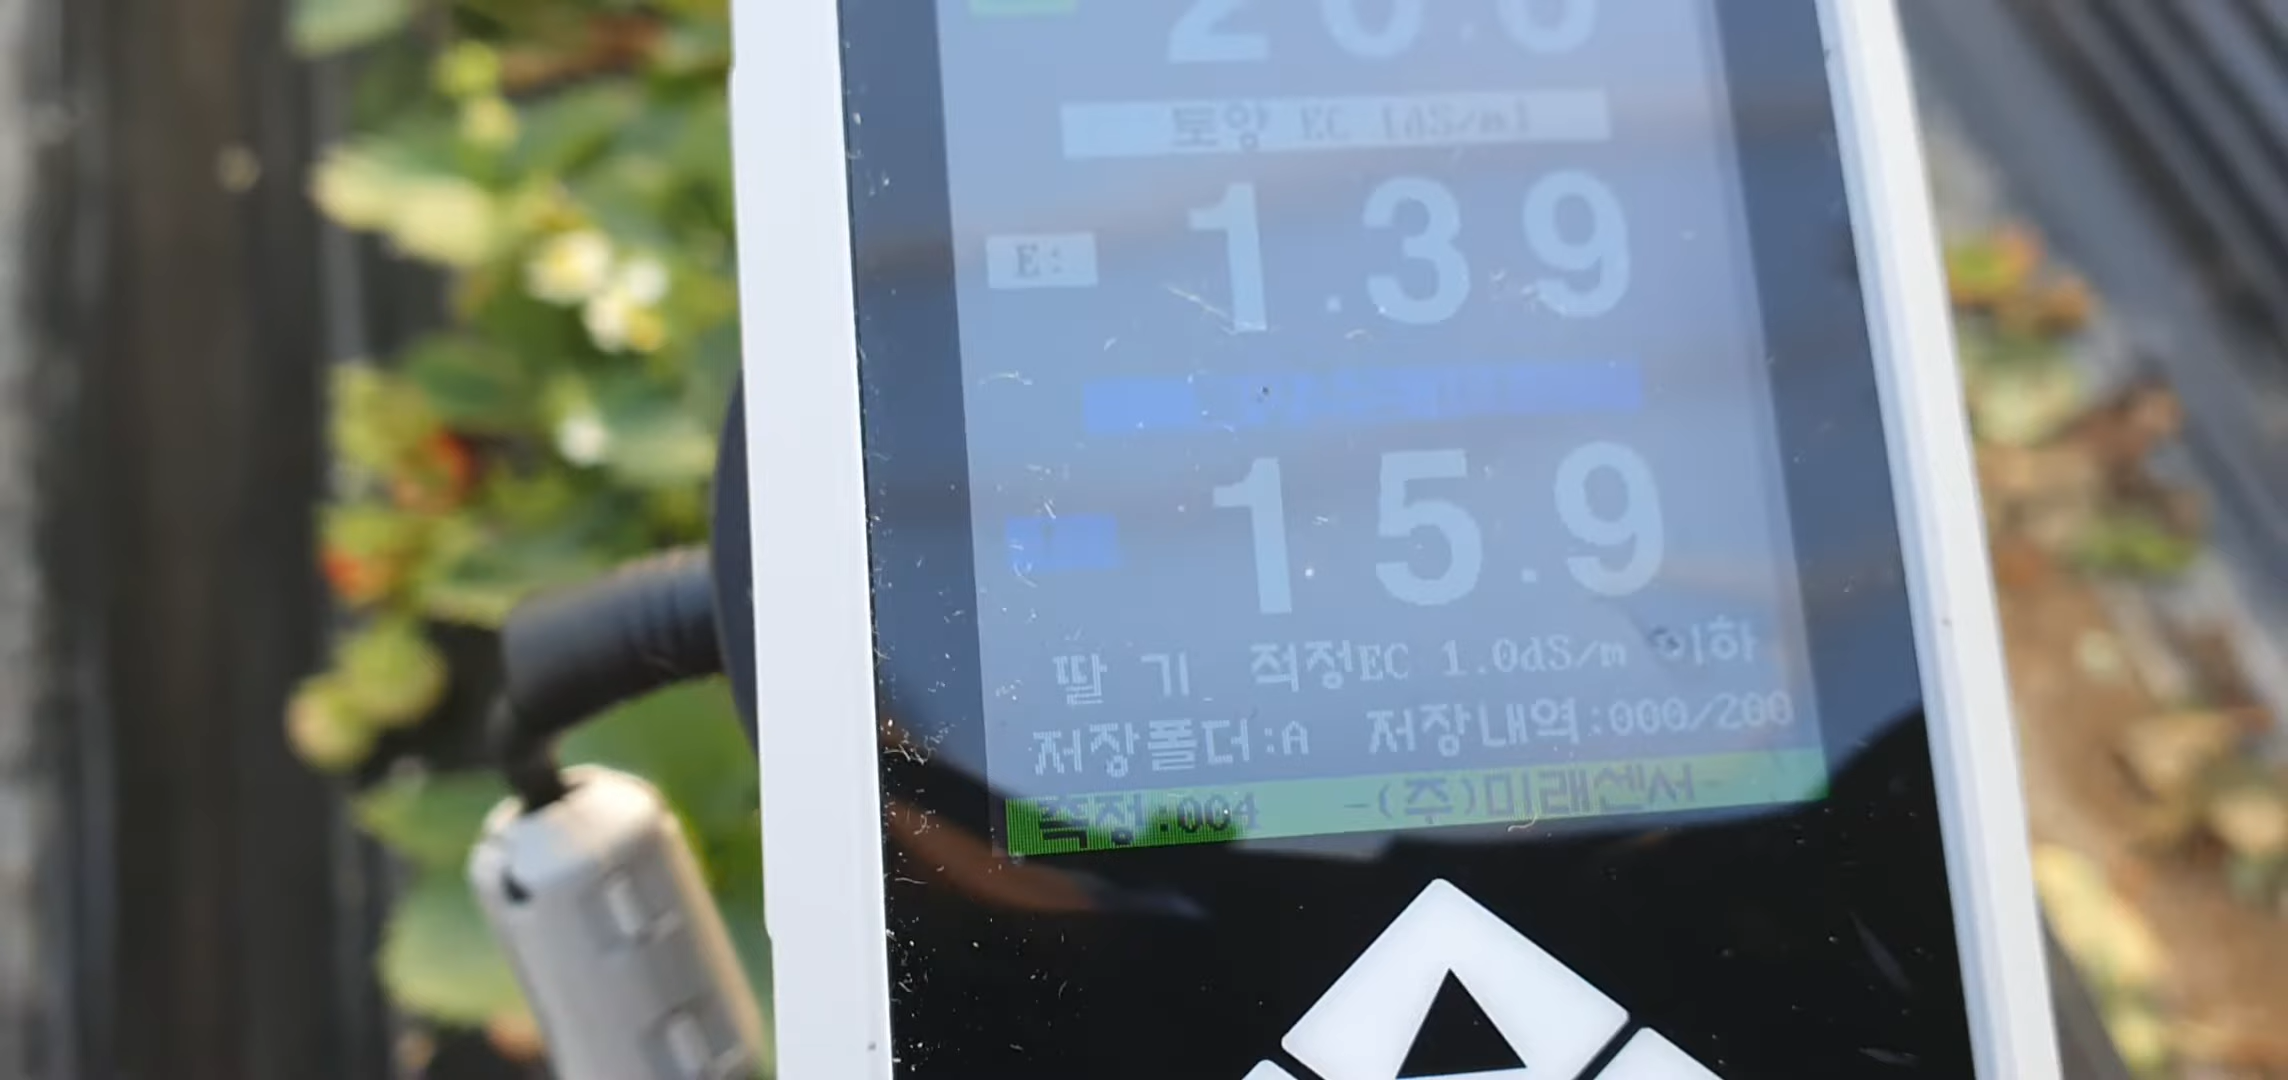 토양 EC [dS/m]
E: 1.39
15.9
딸 기 적정EC 1.0dS/m 이하
저장폴더:A 저장내역:000/200
측정:004 -(주)미래센서-